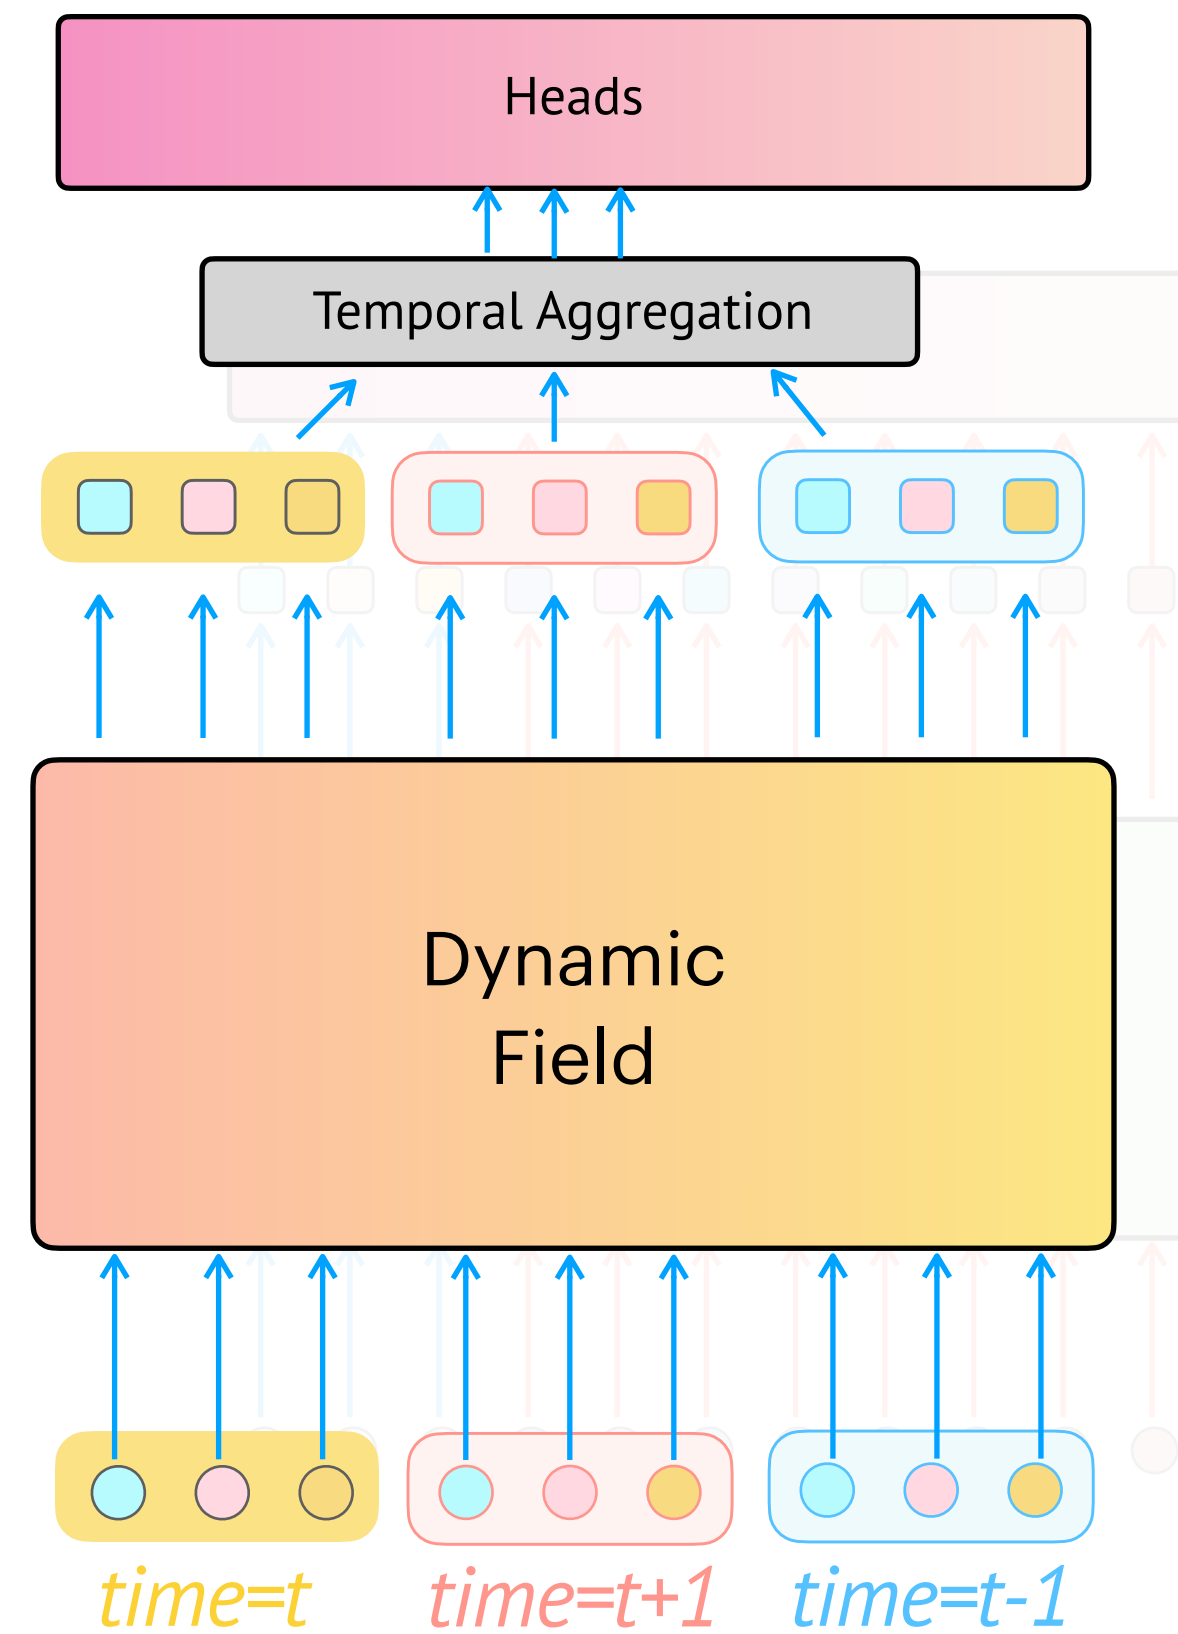 Heads
Temporal Aggregation
Dynamic
Field
time=t
time=t+1
time=t-1